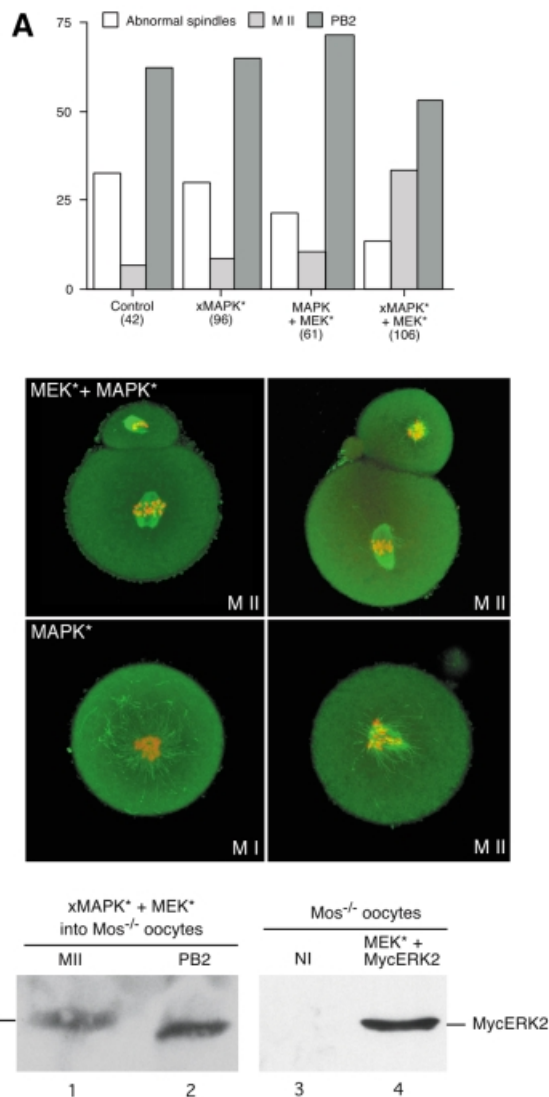 A
75
Abnormal spindles
M II
PB2
50
25
0
Control
(42)
xMAPK*
(96)
MAPK
+ MEK*
(61)
xMAPK*
+ MEK*
(106)
MEK*+ MAPK*
M II
M II
MAPK*
M I
M II
xMAPK* + MEK*
into Mos-/- oocytes
MII
PB2
Mos-/- oocytes
NI
MEK* +
MycERK2
MycERK2
1
2
3
4